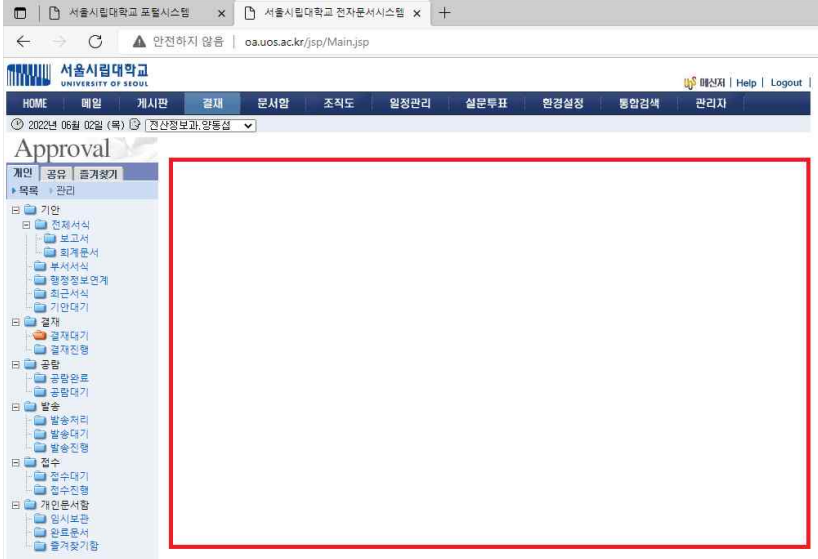 서울시립대학교 포털시스템 × 서울시립대학교 전자문서시스템 × +
안전하지 않음 | oa.uos.ac.kr/jsp/Main.jsp
서울시립대학교
UNIVERSITY OF SEOUL
메신저 | Help | Logout |
HOME 메일 게시판 결재 문서함 조직도 일정관리 설문투표 환경설정 통합검색 관리자
2022년 06월 02일 (목) 전산정보과,양동섭
Approval
개인 공유 즐겨찾기
목록 관리
기안
전체서식
보고서
회계문서
부서서식
행정정보연계
최근서식
기안대기
결재
결재대기
결재진행
공람
공람완료
공람대기
발송
발송처리
발송대기
발송진행
접수
접수대기
접수진행
개인문서함
임시보관
완료문서
즐겨찾기함